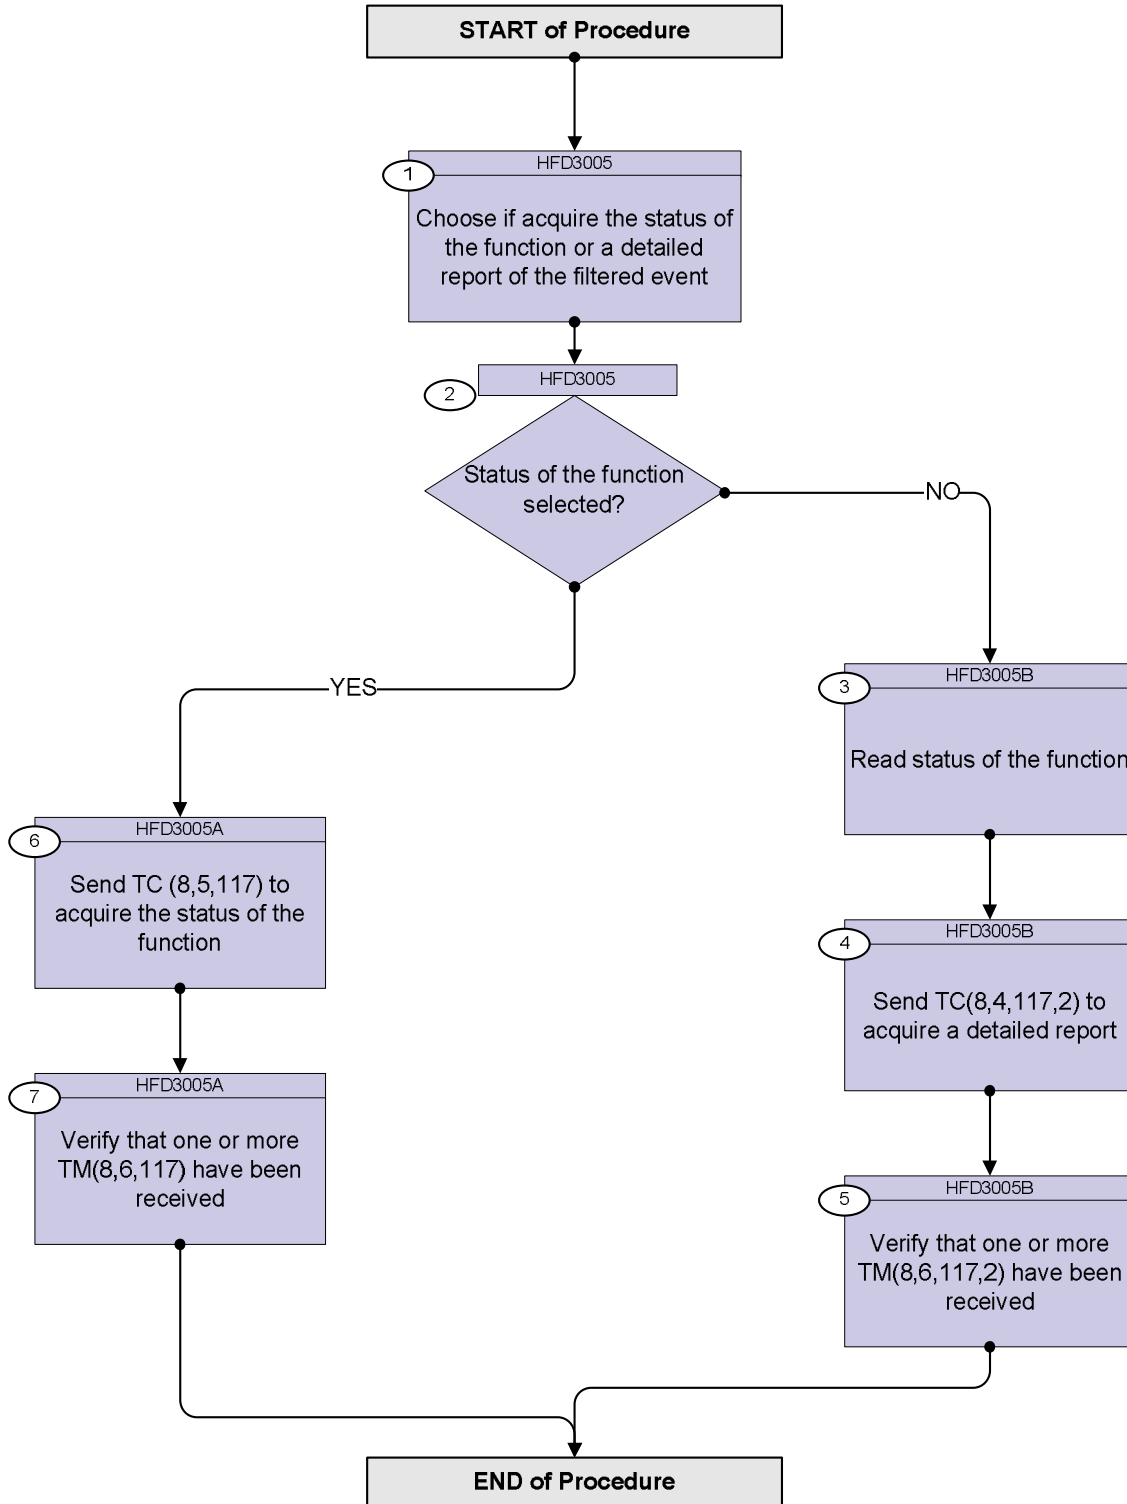 START of Procedure
HFD3005
1
Choose if acquire the status of
the function or a detailed
report of the filtered event
HFD3005
2
Status of the function
selected?
NO
YES
HFD3005B
3
Read status of the function
HFD3005A
6
Send TC (8,5,117) to
acquire the status of the
function
HFD3005B
4
Send TC(8,4,117,2) to
acquire a detailed report
HFD3005A
7
Verify that one or more
TM(8,6,117) have been
received
HFD3005B
5
Verify that one or more
TM(8,6,117,2) have been
received
END of Procedure